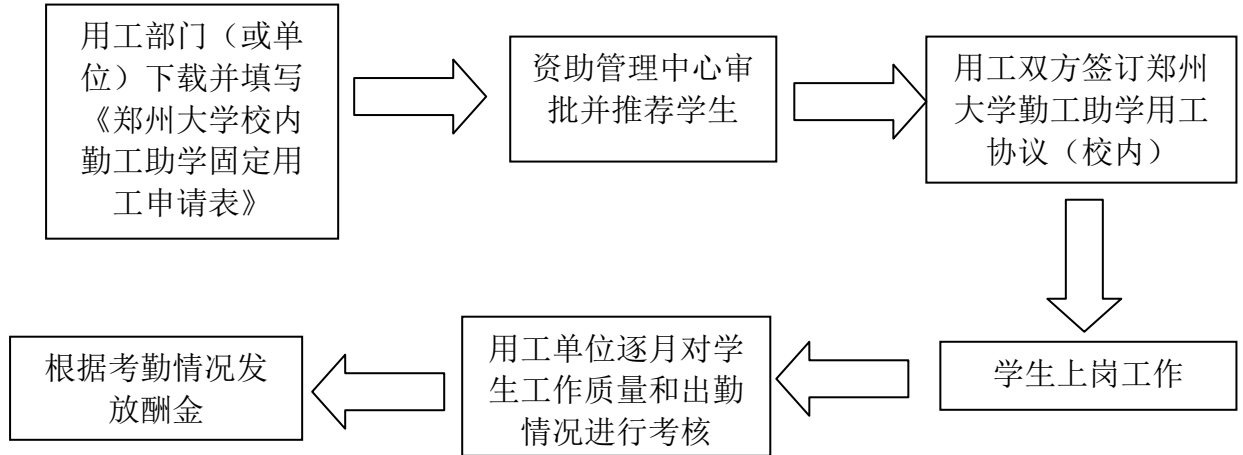 用工部门（或单
位）下载并填写
《郑州大学校内
勤工助学固定用
工申请表》
资助管理中心审
批并推荐学生
用工双方签订郑州
大学勤工助学用工
协议（校内）
学生上岗工作
用工单位逐月对学
生工作质量和出勤
情况进行考核
根据考勤情况发
放酬金